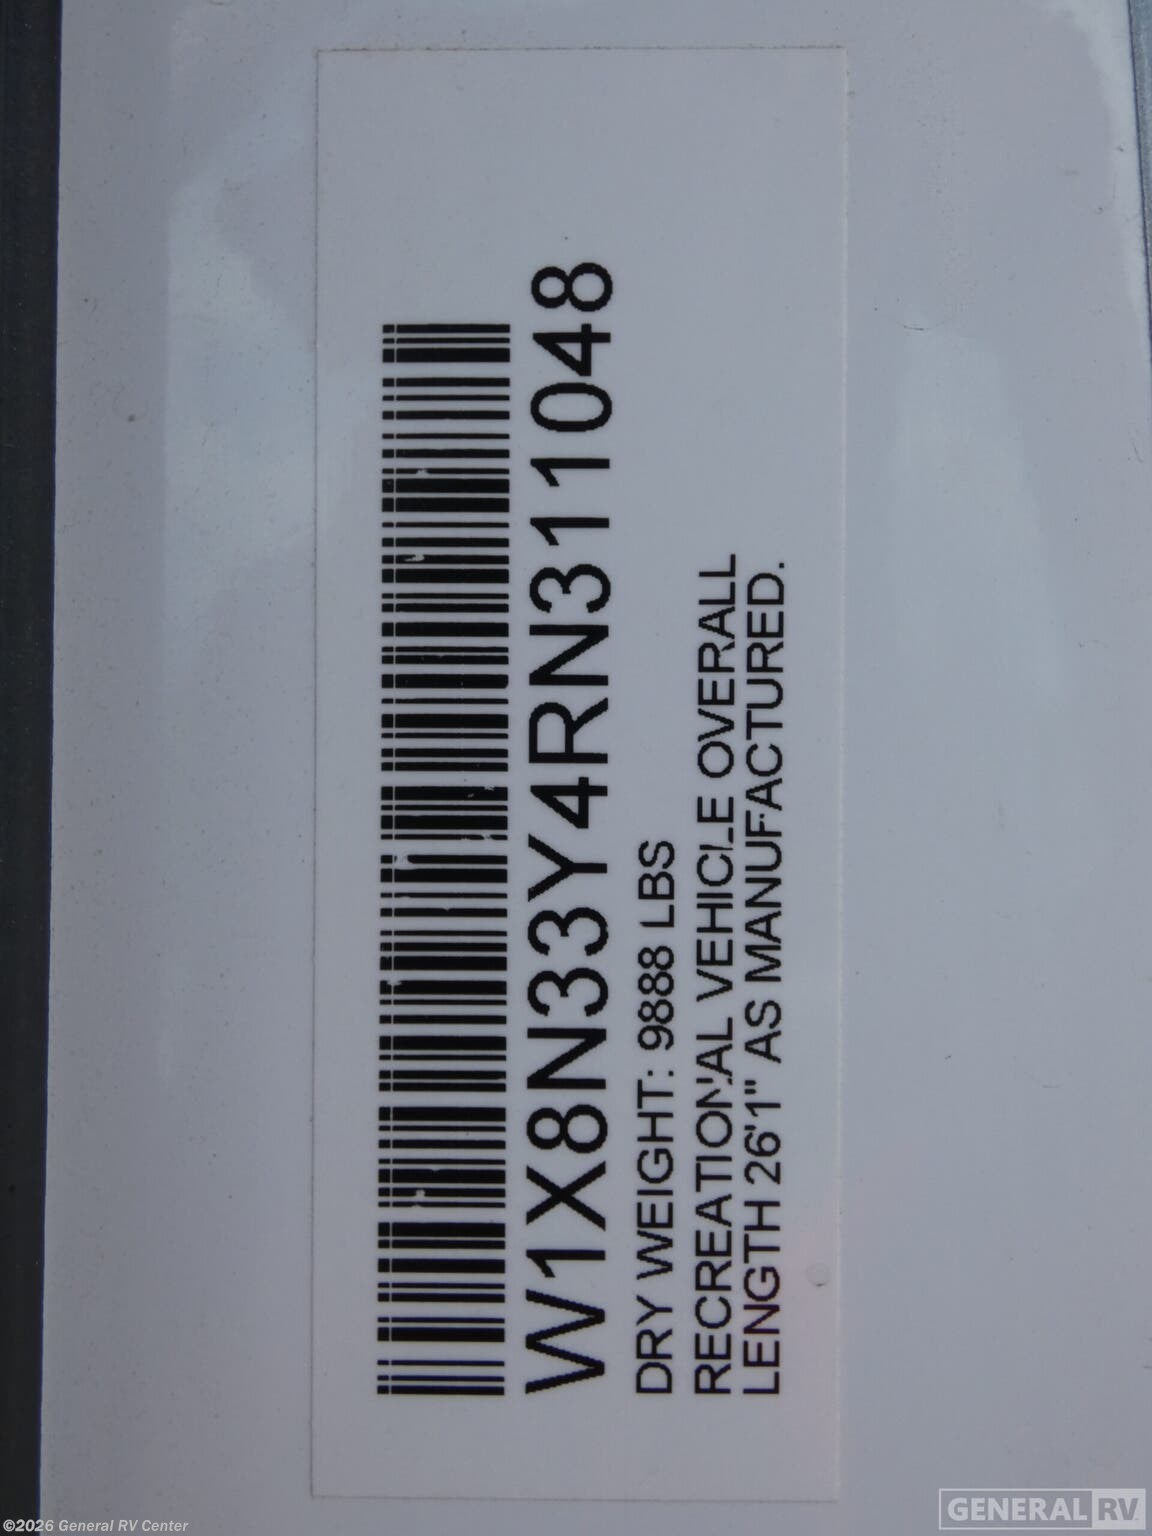 W1X8N33Y4RN311048
DRY WEIGHT: 9888 LBS
RECREATIONAL VEHICLE OVERALL
LENGTH 26'1" AS MANUFACTURED.
©2026 General RV Center
GENERAL RV